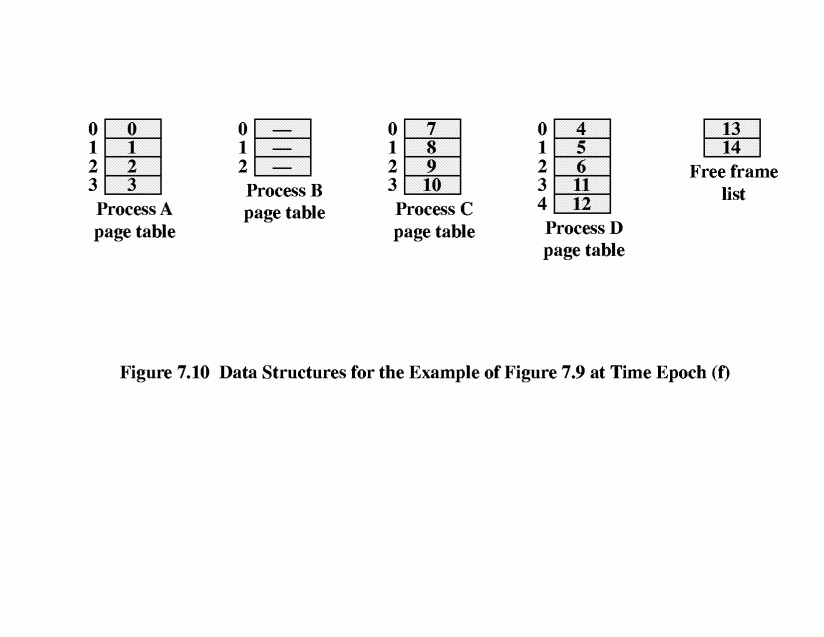 0 0
1 1
2 2
3 3
Process A
page table
0 —
1 —
2 —
Process B
page table
0 7
1 8
2 9
3 10
Process C
page table
0 4
1 5
2 6
3 11
4 12
Process D
page table
13
14
Free frame
list
Figure 7.10 Data Structures for the Example of Figure 7.9 at Time Epoch (f)